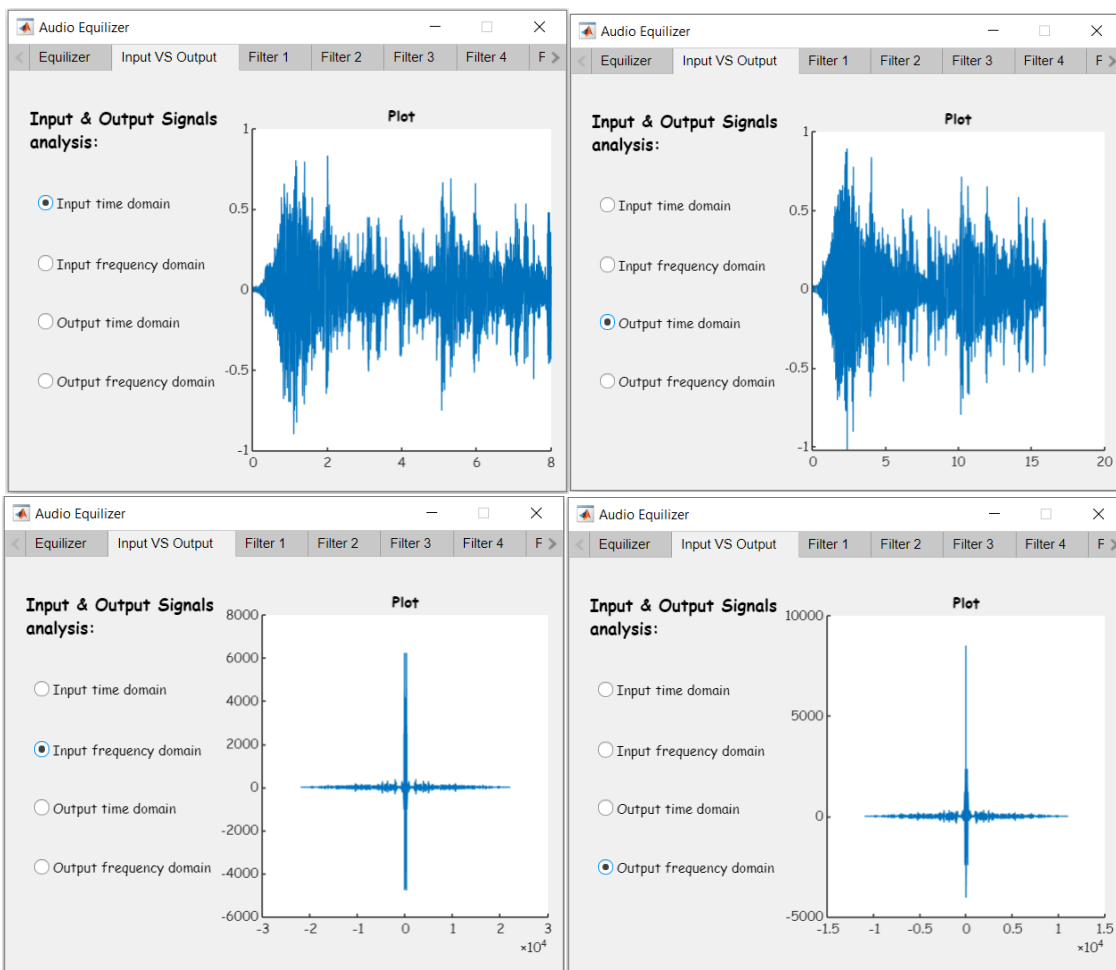 Audio Equilizer
Equilizer Input VS Output Filter 1 Filter 2 Filter 3 Filter 4 F
Input & Output Signals
analysis:
Input time domain
Input frequency domain
Output time domain
Output frequency domain
Plot
1
0.5
0
-0.5
-1
0 2 4 6 8
Audio Equilizer
Equilizer Input VS Output Filter 1 Filter 2 Filter 3 Filter 4 F
Input & Output Signals
analysis:
Input time domain
Input frequency domain
Output time domain
Output frequency domain
Plot
1
0.5
0
-0.5
-1
0 5 10 15 20
Audio Equilizer
Equilizer Input VS Output Filter 1 Filter 2 Filter 3 Filter 4 F
Input & Output Signals
analysis:
Input time domain
Input frequency domain
Output time domain
Output frequency domain
Plot
8000
6000
4000
2000
0
-2000
-4000
-6000
-3 -2 -1 0 1 2 3
×10⁴
Audio Equilizer
Equilizer Input VS Output Filter 1 Filter 2 Filter 3 Filter 4 F
Input & Output Signals
analysis:
Input time domain
Input frequency domain
Output time domain
Output frequency domain
Plot
10000
5000
0
-5000
-1.5 -1 -0.5 0 0.5 1 1.5
×10⁴